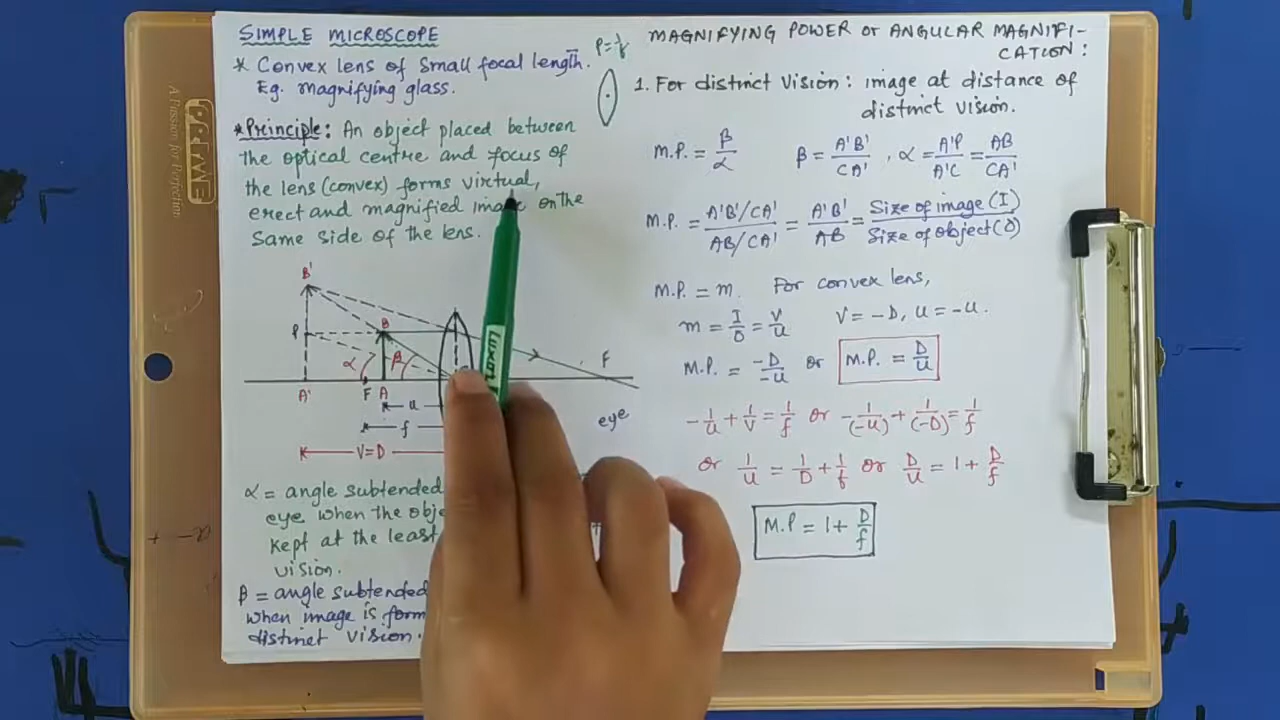 SIMPLE MICROSCOPE
* Convex lens of small focal length.
Eg. magnifying glass.
P=1/f
*Principle: An object placed between
the optical centre and focus of
the lens (convex) forms virtual,
erect and magnified image on the
same side of the lens.
B'
P
B
α
β
F
A'
F A
u
eye
f
V=D
α = angle subtended
eye when the obje
kept at the least
vision.
β = angle subtended
when image is form
distinct vision.
MAGNIFYING POWER or ANGULAR MAGNIFI-
CATION:
1. For distinct vision: image at distance of
distinct vision.
M.P. = β/α β = A'B'/CA' , α = A'P/A'C = AB/CA'
M.P. = (A'B'/CA')/(AB/CA') = A'B'/AB = Size of image (I)/Size of object (O)
M.P. = m. For convex lens,
m = I/O = V/u V = -D, u = -u.
M.P. = -D/-u or M.P. = D/u
-1/u + 1/v = 1/f or -1/(-u) + 1/(-D) = 1/f
or 1/u = 1/D + 1/f or D/u = 1 + D/f
M.P = 1 + D/f
A Passion for Perfection
Luxor